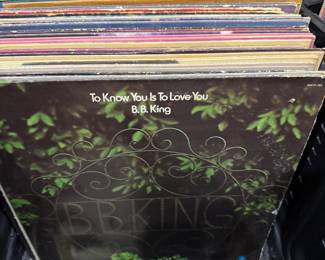 To Know You Is To Love You
B.B. King
B B KING